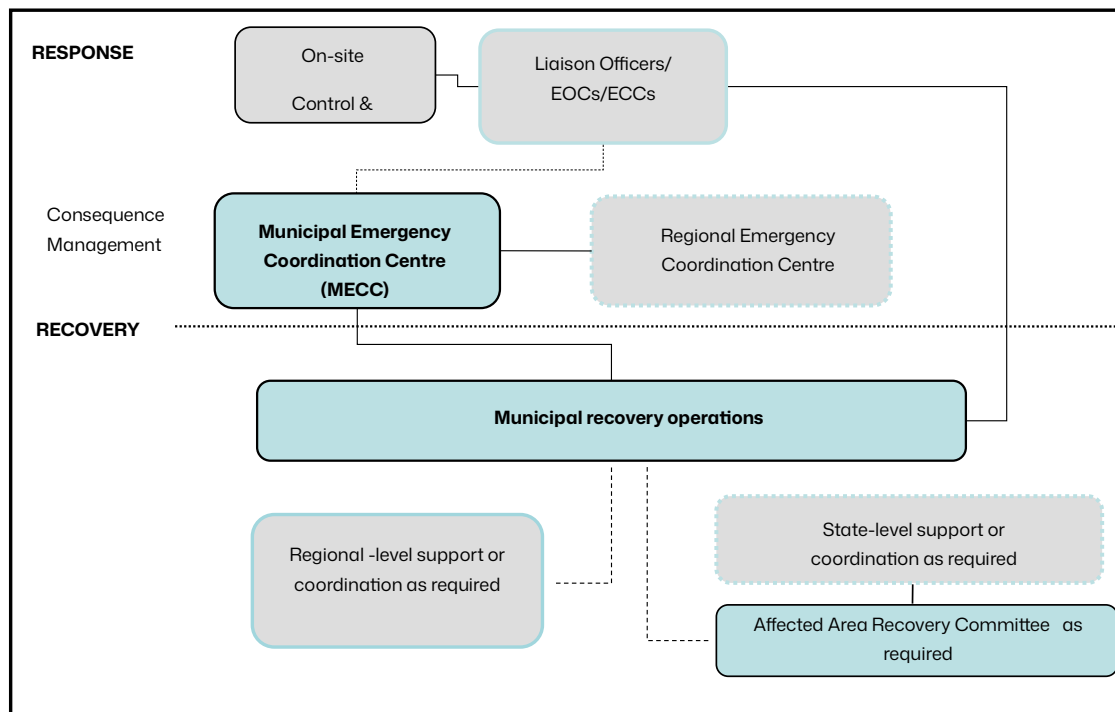 RESPONSE
On-site
Control &
Liaison Officers/
EOCs/ECCs
Consequence
Management
Municipal Emergency
Coordination Centre
(MECC)
Regional Emergency
Coordination Centre
RECOVERY
Municipal recovery operations
Regional -level support or
coordination as required
State-level support or
coordination as required
Affected Area Recovery Committee as
required